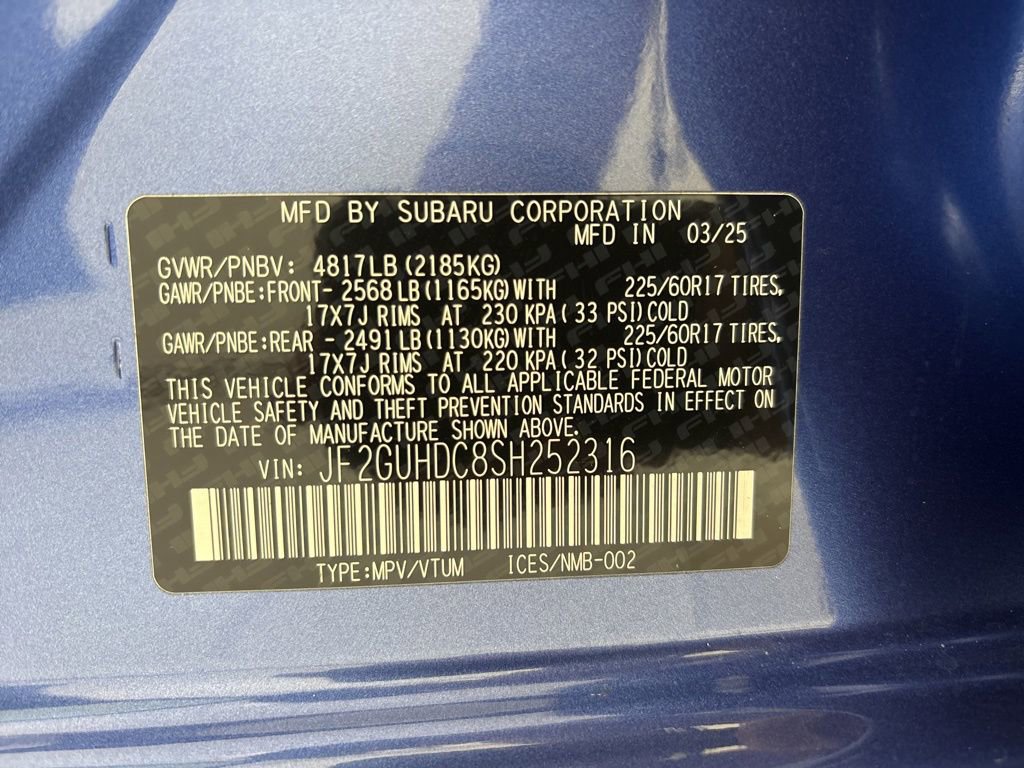 MFD BY SUBARU CORPORATION
MFD IN 03/25
GVWR/PNBV: 4817LB (2185KG)
GAWR/PNBE:FRONT- 2568 LB (1165KG) WITH 225/60R17 TIRES,
17X7J RIMS AT 230 KPA ( 33 PSI) COLD
GAWR/PNBE:REAR - 2491 LB (1130KG) WITH 225/60R17 TIRES,
17X7J RIMS AT 220 KPA ( 32 PSI) COLD
THIS VEHICLE CONFORMS TO ALL APPLICABLE FEDERAL MOTOR
VEHICLE SAFETY AND THEFT PREVENTION STANDARDS IN EFFECT ON
THE DATE OF MANUFACTURE SHOWN ABOVE.
VIN: JF2GUHDC8SH252316
TYPE:MPV/VTUM ICES/NMB-002